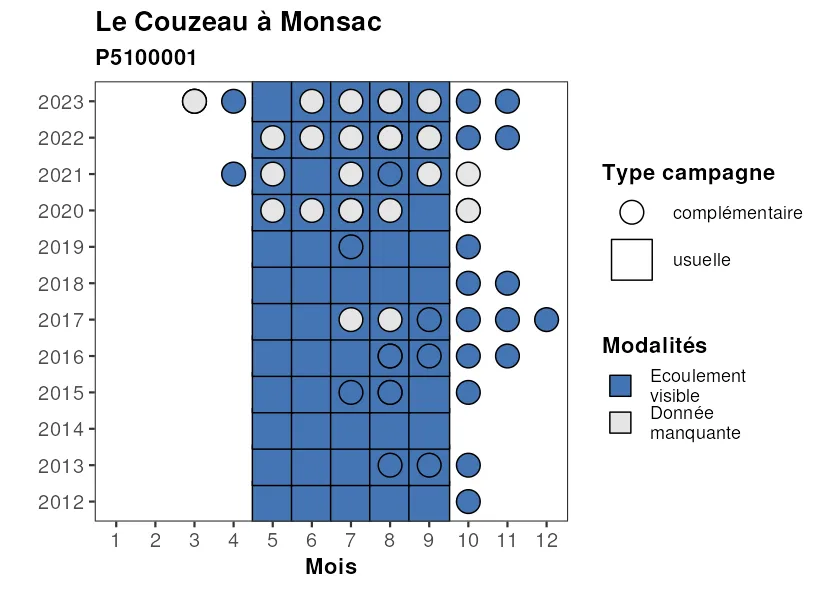 Le Couzeau à Monsac
P5100001
2023
2022
2021
2020
2019
2018
2017
2016
2015
2014
2013
2012
1 2 3 4 5 6 7 8 9 10 11 12
Mois
Type campagne
complémentaire
usuelle
Modalités
Ecoulement
visible
Donnée
manquante